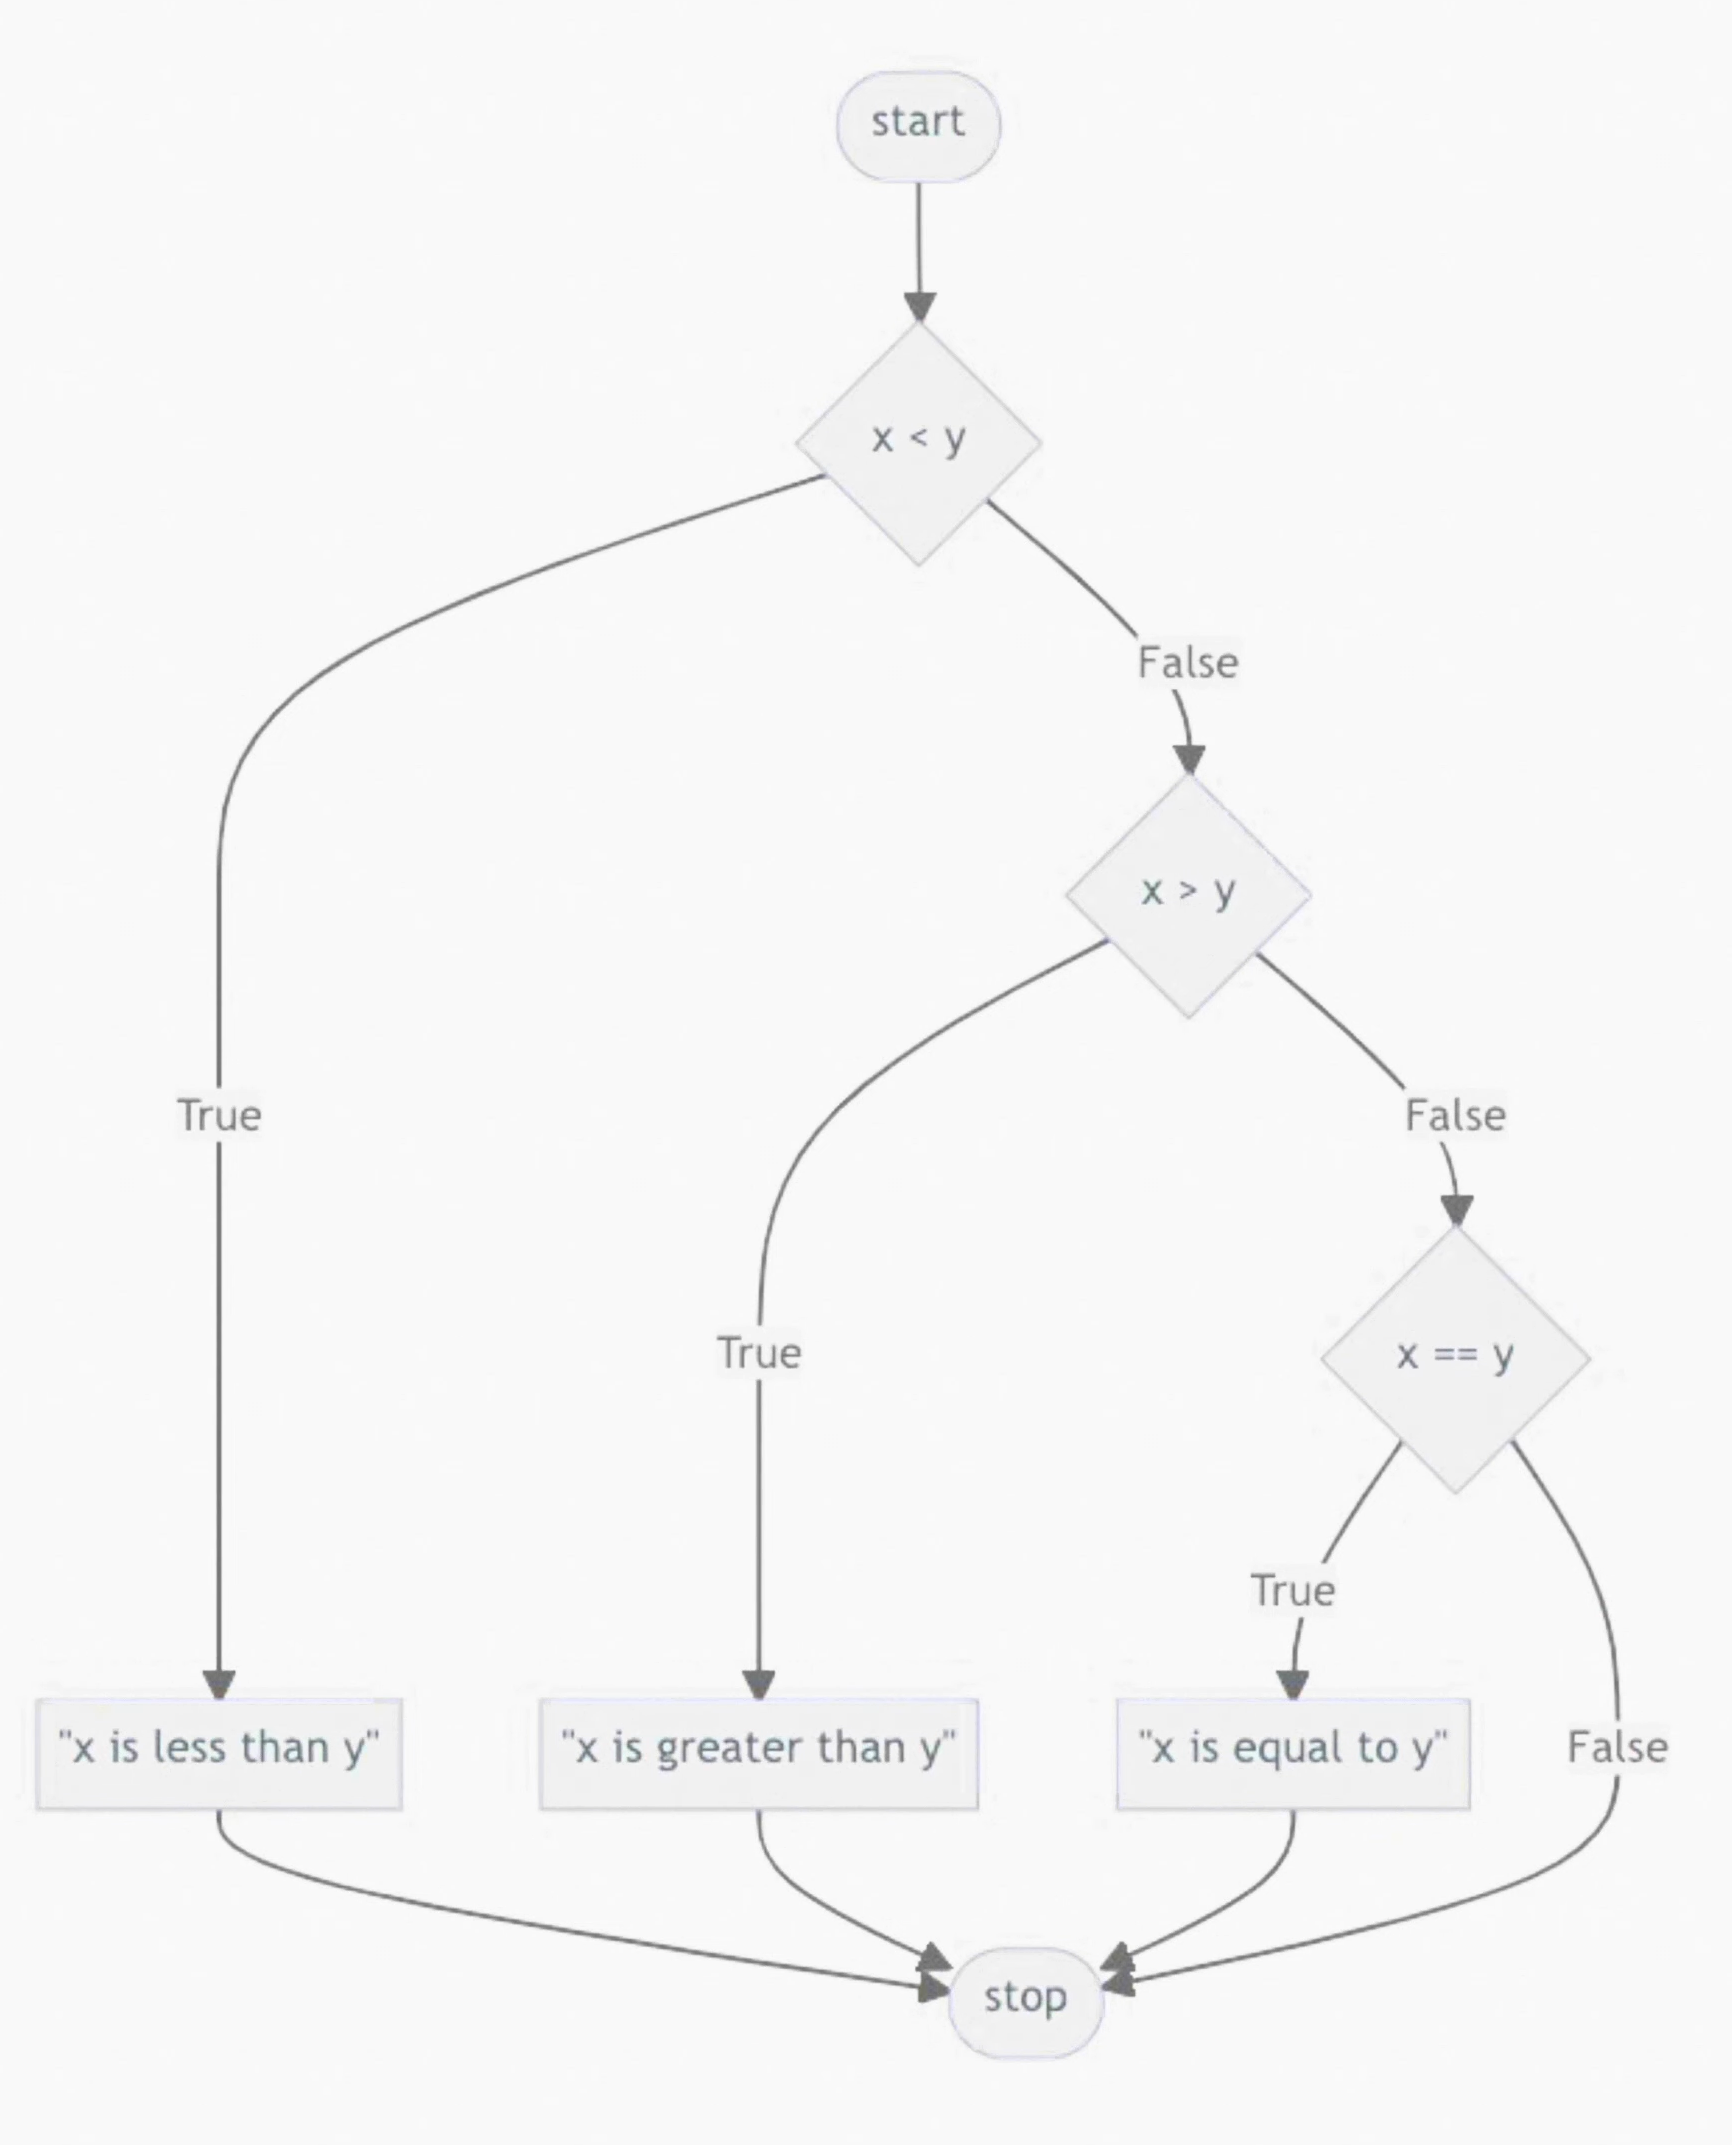 start
x < y
False
x > y
True
False
True
x == y
True
"x is less than y"
"x is greater than y"
"x is equal to y"
False
stop